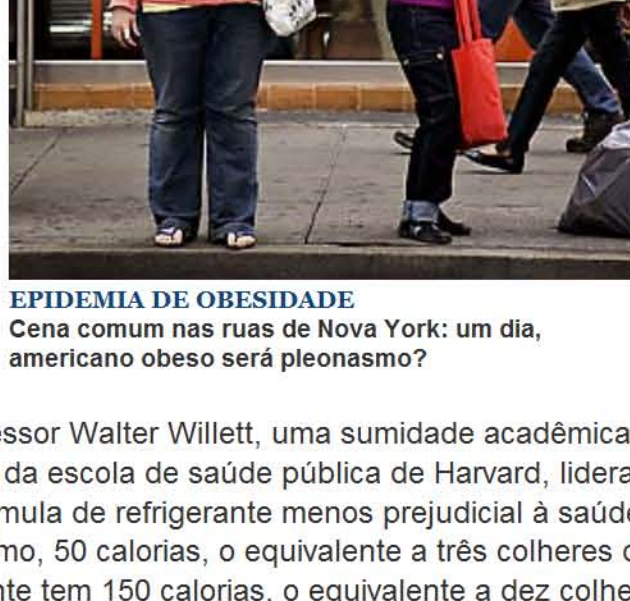 EPIDEMIA DE OBESIDADE
Cena comum nas ruas de Nova York: um dia,
americano obeso será pleonasmo?
essor Walter Willett, uma sumidade acadêmica
da escola de saúde pública de Harvard, lidera
mula de refrigerante menos prejudicial à saúde
mo, 50 calorias, o equivalente a três colheres
nte tem 150 calorias, o equivalente a dez colhe